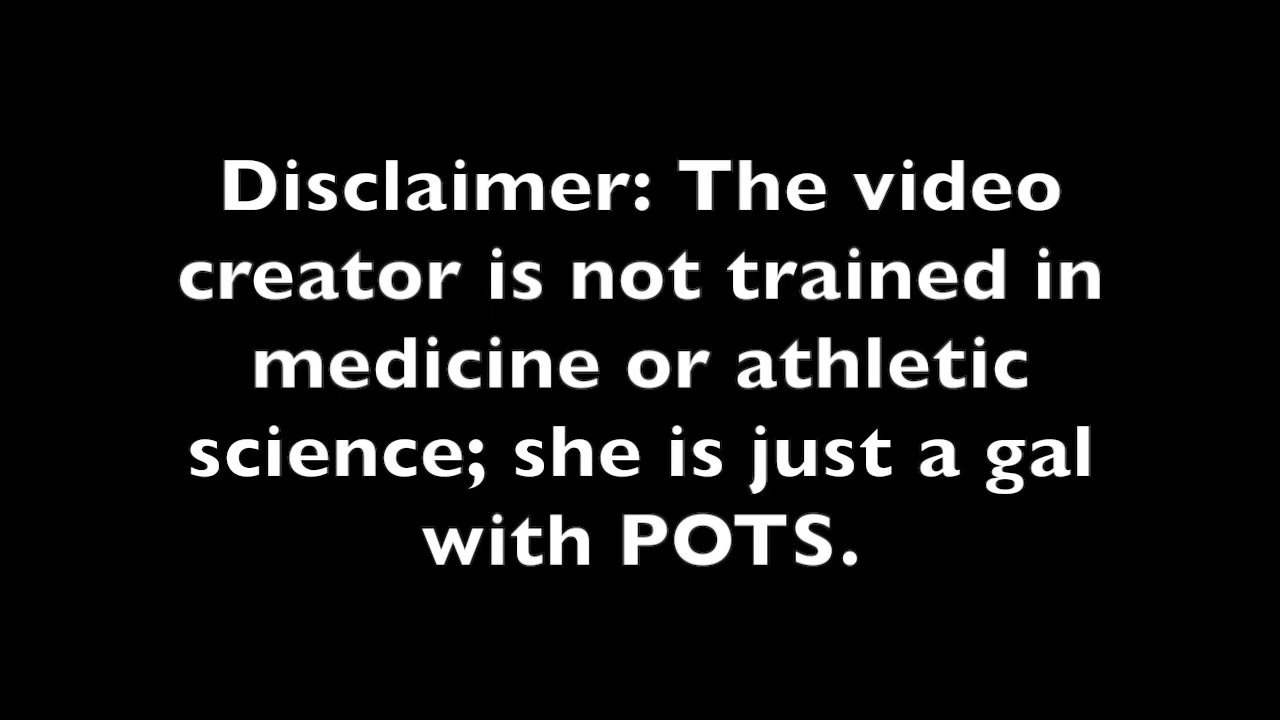 Disclaimer: The video
creator is not trained in
medicine or athletic
science; she is just a gal
with POTS.